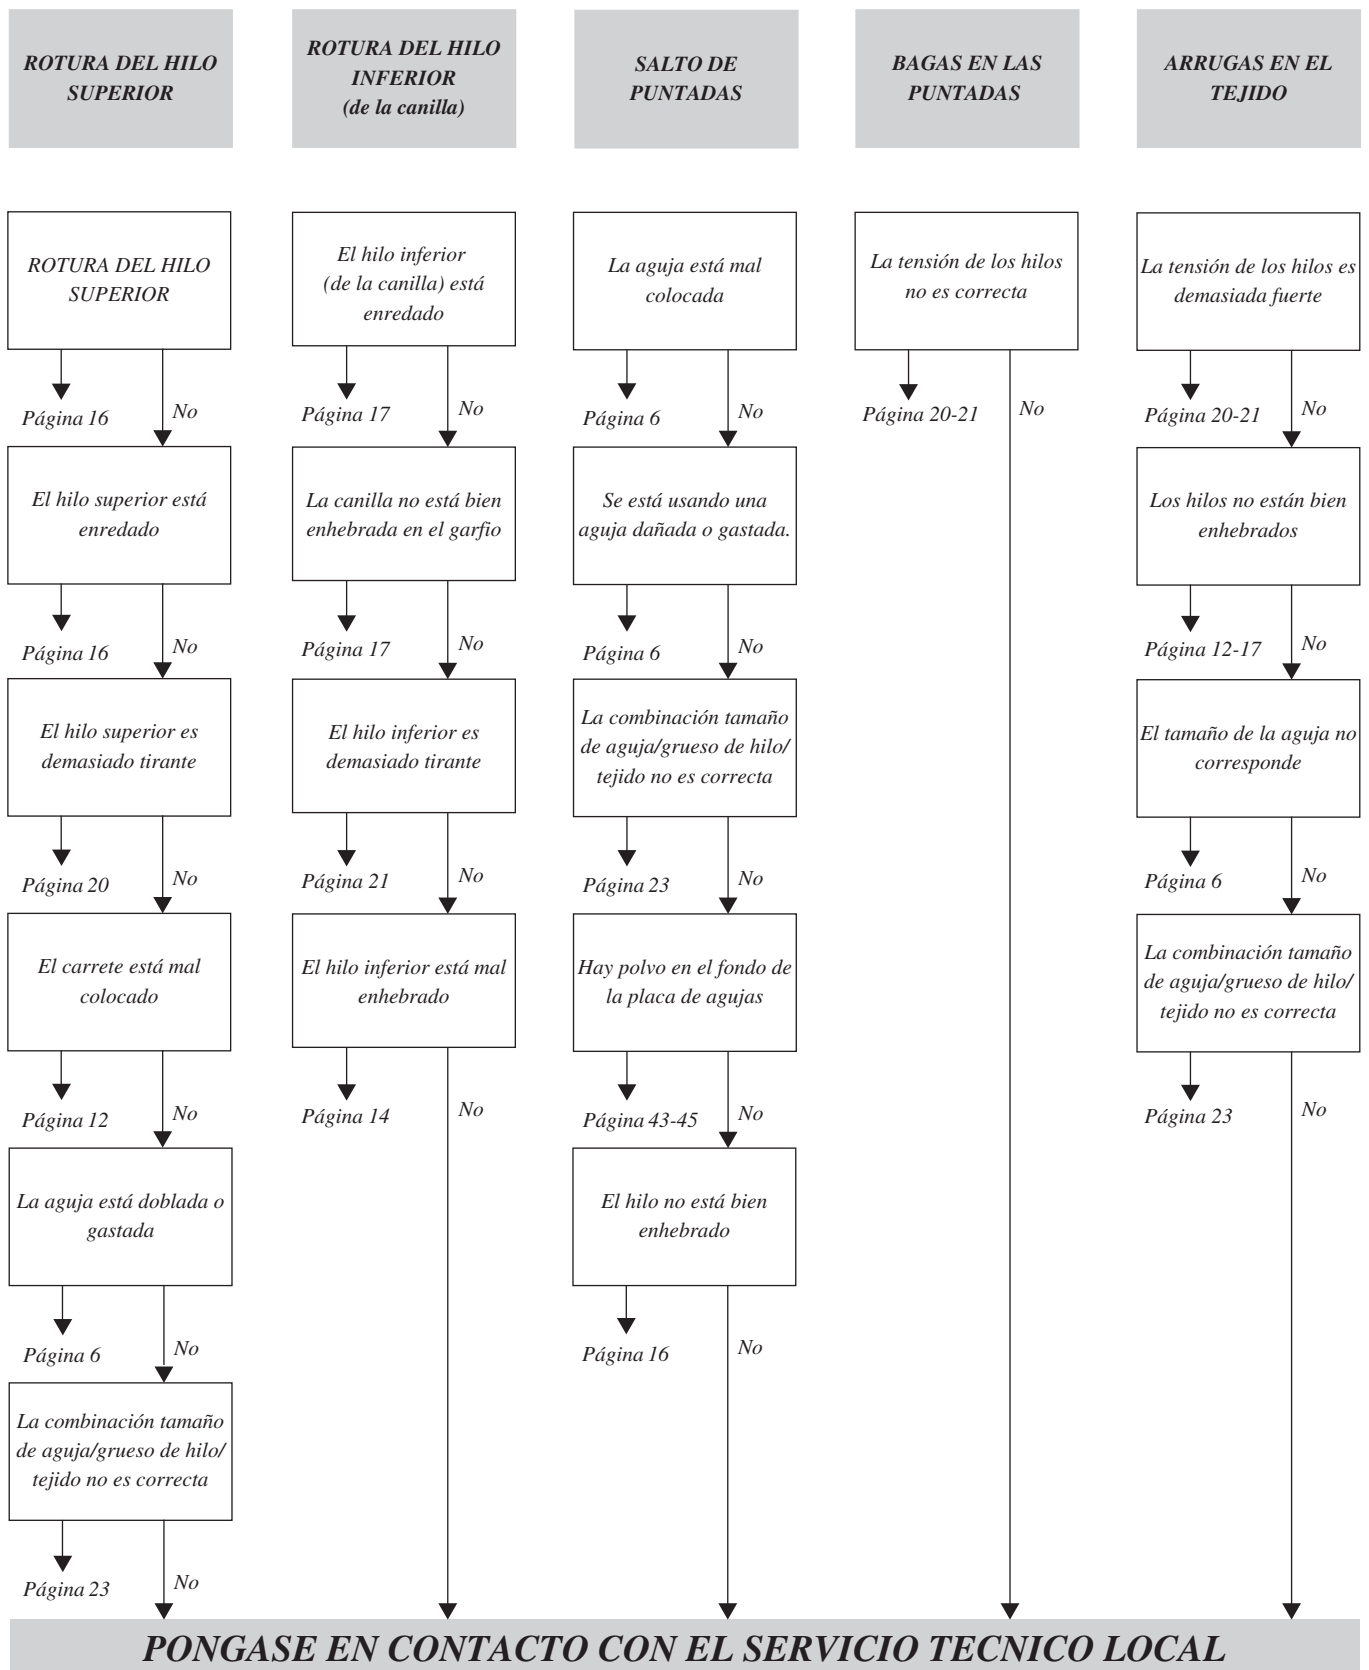 ROTURA DEL HILO
SUPERIOR
ROTURA DEL HILO
INFERIOR
(de la canilla)
SALTO DE
PUNTADAS
BAGAS EN LAS
PUNTADAS
ARRUGAS EN EL
TEJIDO
ROTURA DEL HILO
SUPERIOR
Página 16
No
El hilo superior está
enredado
Página 16
No
El hilo superior es
demasiado tirante
Página 20
No
El carrete está mal
colocado
Página 12
No
La aguja está doblada o
gastada
Página 6
No
La combinación tamaño
de aguja/grueso de hilo/
tejido no es correcta
Página 23
No
El hilo inferior
(de la canilla) está
enredado
Página 17
No
La canilla no está bien
enhebrada en el garfio
Página 17
No
El hilo inferior es
demasiado tirante
Página 21
No
El hilo inferior está mal
enhebrado
Página 14
No
La aguja está mal
colocada
Página 6
No
Se está usando una
aguja dañada o gastada.
Página 6
No
La combinación tamaño
de aguja/grueso de hilo/
tejido no es correcta
Página 23
No
Hay polvo en el fondo de
la placa de agujas
Página 43-45
No
El hilo no está bien
enhebrado
Página 16
No
La tensión de los hilos
no es correcta
Página 20-21
No
La tensión de los hilos es
demasiada fuerte
Página 20-21
No
Los hilos no están bien
enhebrados
Página 12-17
No
El tamaño de la aguja no
corresponde
Página 6
No
La combinación tamaño
de aguja/grueso de hilo/
tejido no es correcta
Página 23
No
PONGASE EN CONTACTO CON EL SERVICIO TECNICO LOCAL